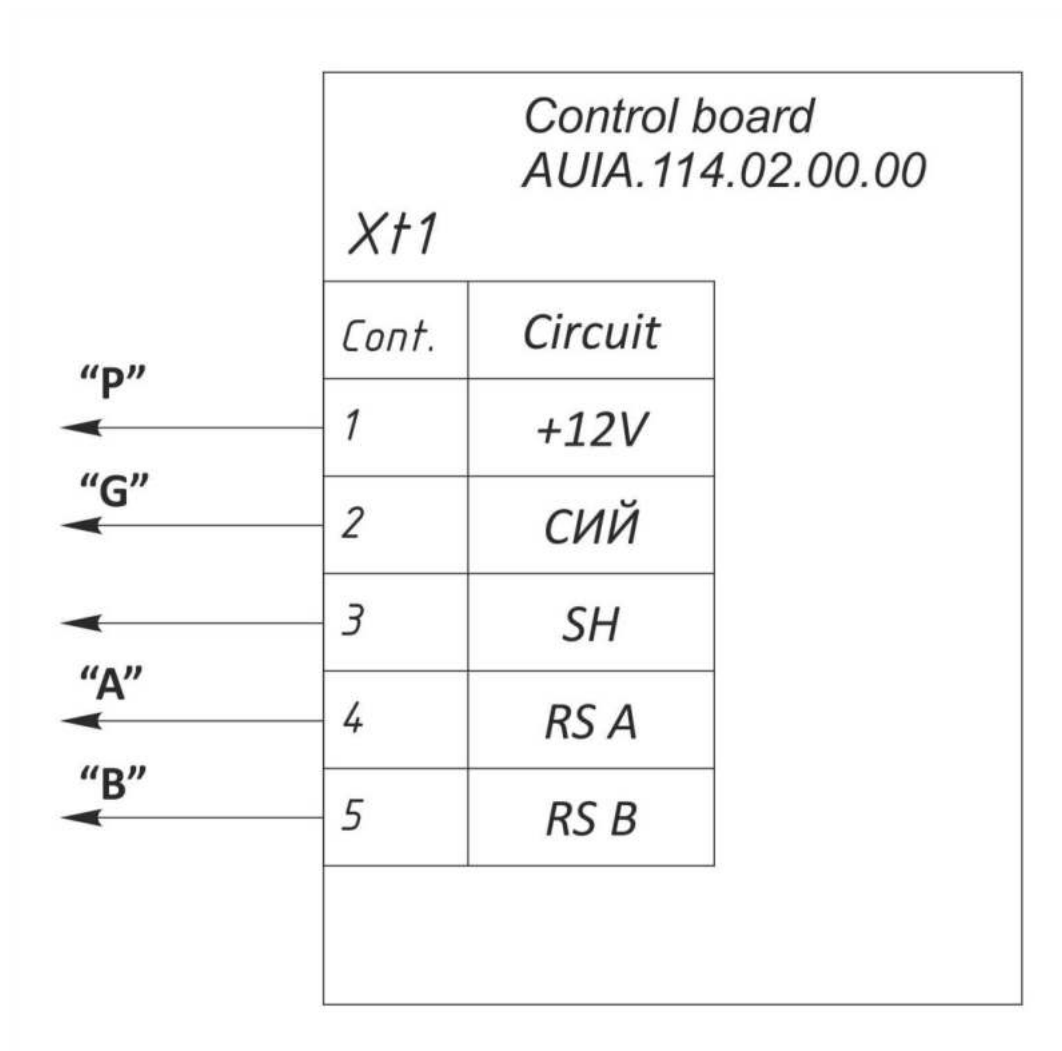 Control board
AUIA.114.02.00.00
Xt1
Cont. Circuit
“P”
1 +12V
“G”
2 СИЙ
3 SH
“A”
4 RS A
“B”
5 RS B